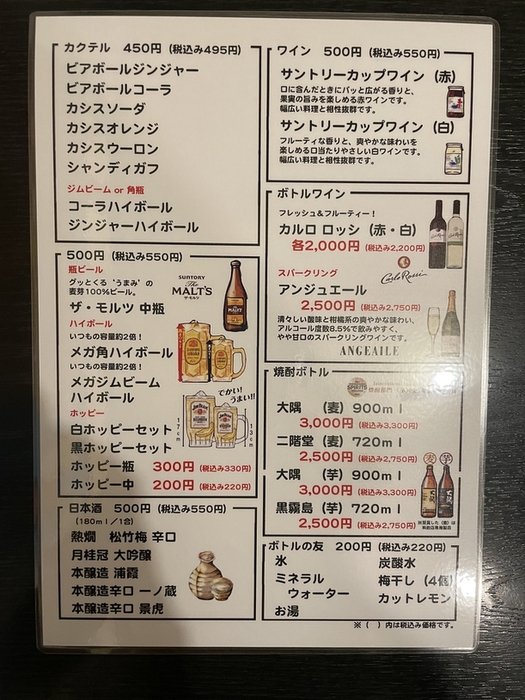 カクテル 450円(税込み495円)
ビアボールジンジャー
ビアボールコーラ
カシスソーダ
カシスオレンジ
カシスウーロン
シャンディガフ
ジムビーム or 角瓶
コーラハイボール
ジンジャーハイボール
500円(税込み550円)
瓶ビール
グッとくる“うまみ”の
麦芽100%ビール。
SUNTORY
The
MALT'S
ザ・モルツ
ザ・モルツ 中瓶
ハイボール
いつもの容量約2倍!
メガ角ハイボール
いつもの容量約2倍!
メガジムビーム
ハイボール
でかい!
うまい!
17cm
13cm
ホッピー
白ホッピーセット
黒ホッピーセット
ホッピー瓶 300円(税込み330円)
ホッピー中 200円(税込み220円)
日本酒 500円(税込み550円)
(180ml/1合)
熱燗 松竹梅 辛口
月桂冠 大吟醸
本醸造 浦霞
本醸造辛口 一ノ蔵
本醸造辛口 景虎
ワイン 500円(税込み550円)
サントリーカップワイン(赤)
口に含んだときにパッと広がる香りと、
果実の旨みを楽しめる赤ワインです。
幅広い料理と相性抜群です。
サントリーカップワイン(白)
フルーティな香りと、爽やかな味わいを
楽しめる口当たりやさしい白ワインです。
幅広い料理と相性抜群です。
ボトルワイン
フレッシュ&フルーティー!
カルロ ロッシ(赤・白)
各2,000円(税込み2,200円)
Carlo Rossi
スパークリング
アンジュエール
2,500円(税込み2,750円)
清々しい酸味と柑橘系の爽やかな味わい、
アルコール度数8.5%で飲みやすく、
やや甘口のスパークリングワインです。
ANGEAILE
焼酎ボトル
大隅 (麦) 900ml
3,000円(税込み3,300円)
二階堂(麦) 720ml
2,500円(税込み2,750円)
大隅 (芋) 900ml
3,000円(税込み3,300円)
黒霧島(芋) 720ml
2,500円(税込み2,750円)
麦 芋
ボトルの友 200円(税込み220円)
氷
ミネラル
ウォーター
お湯
炭酸水
梅干し(4個)
カットレモン
※( )内は税込み価格です。